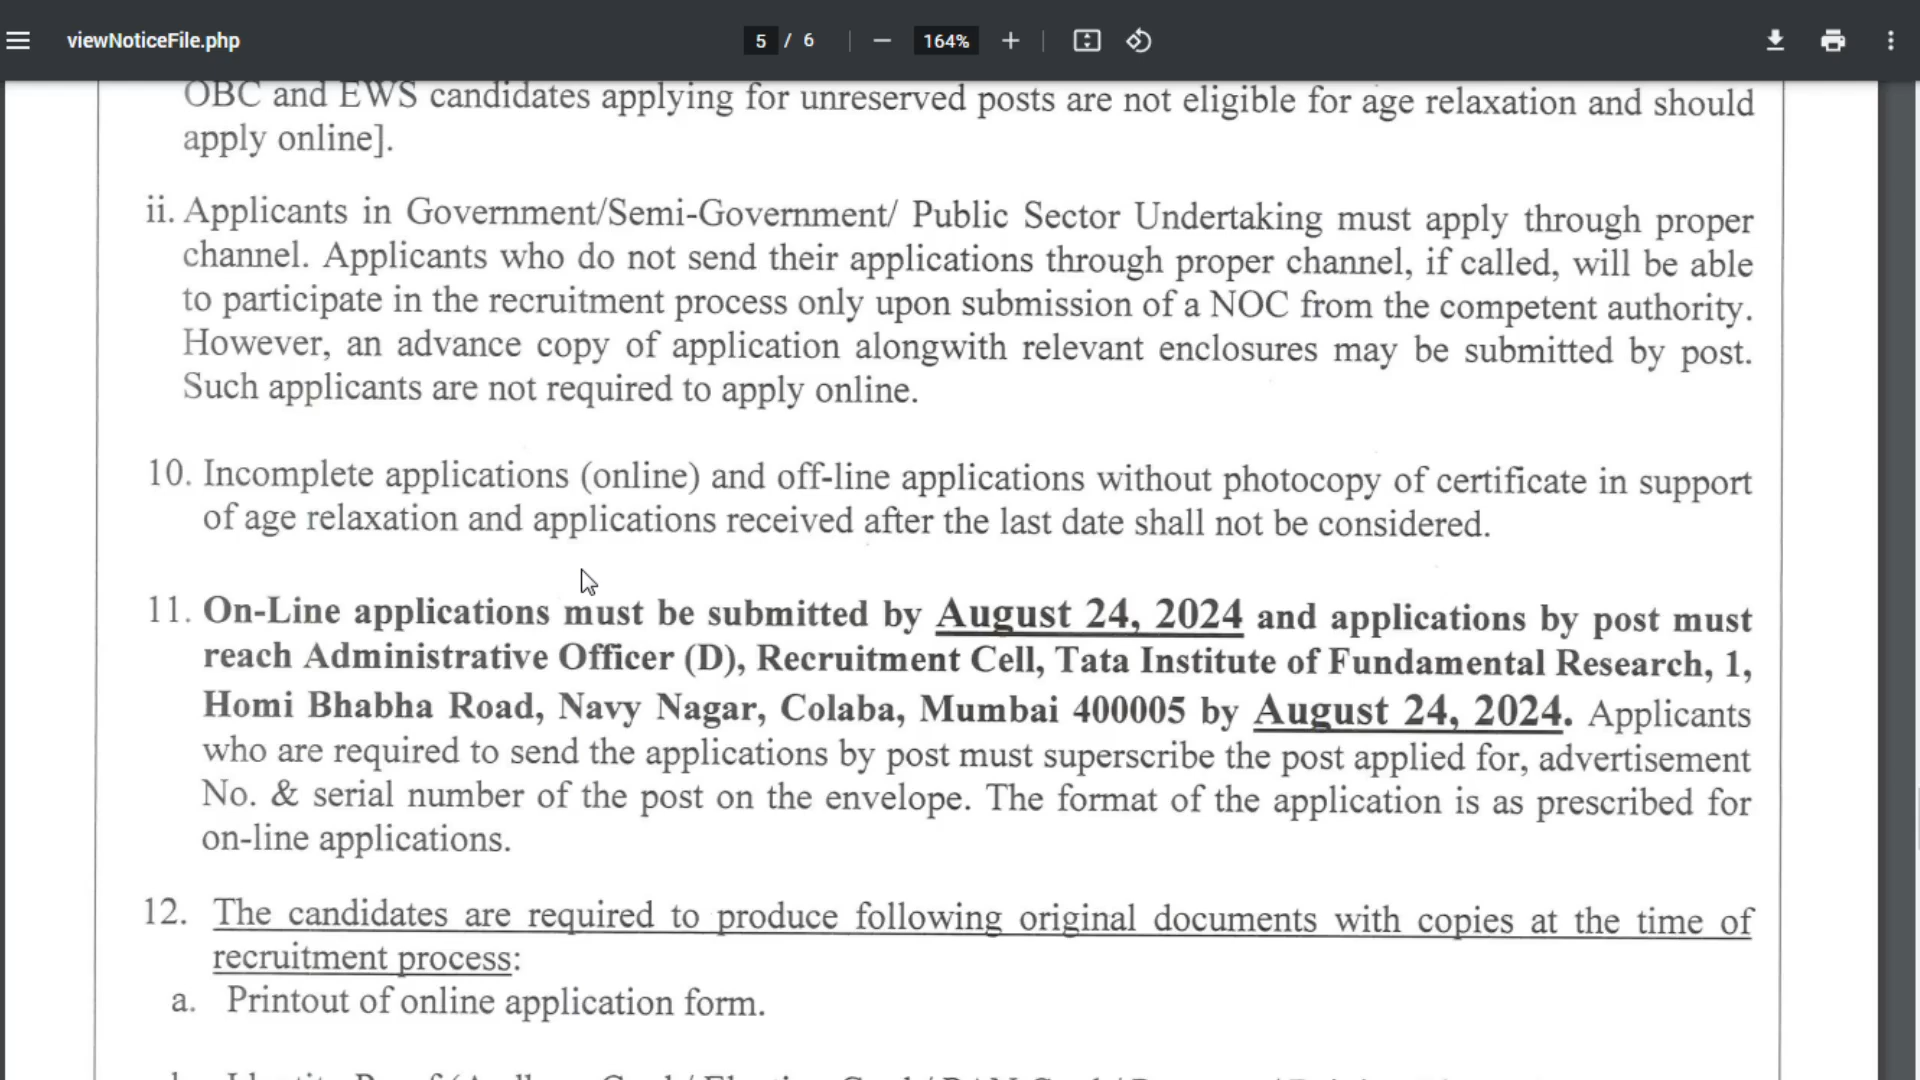 viewNoticeFile.php
5 / 6
164%
OBC and EWS candidates applying for unreserved posts are not eligible for age relaxation and should
apply online].
ii. Applicants in Government/Semi-Government/ Public Sector Undertaking must apply through proper
channel. Applicants who do not send their applications through proper channel, if called, will be able
to participate in the recruitment process only upon submission of a NOC from the competent authority.
However, an advance copy of application alongwith relevant enclosures may be submitted by post.
Such applicants are not required to apply online.
10. Incomplete applications (online) and off-line applications without photocopy of certificate in support
of age relaxation and applications received after the last date shall not be considered.
11. On-Line applications must be submitted by August 24, 2024 and applications by post must
reach Administrative Officer (D), Recruitment Cell, Tata Institute of Fundamental Research, 1,
Homi Bhabha Road, Navy Nagar, Colaba, Mumbai 400005 by August 24, 2024. Applicants
who are required to send the applications by post must superscribe the post applied for, advertisement
No. & serial number of the post on the envelope. The format of the application is as prescribed for
on-line applications.
12. The candidates are required to produce following original documents with copies at the time of
recruitment process:
a. Printout of online application form.